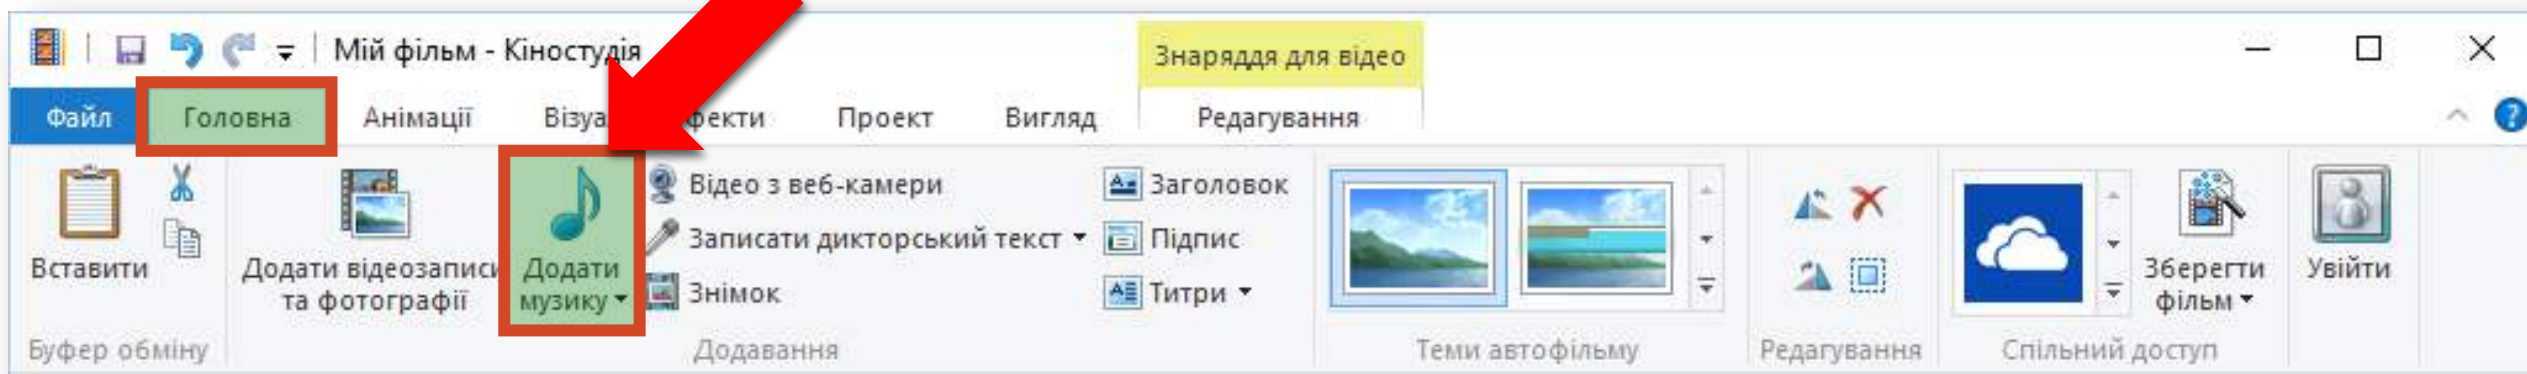 Мій фільм - Кіностудія
Знаряддя для відео
Файл Головна Анімації Проект Вигляд Редагування
Вставити
Додати відеозаписи
та фотографії
Додати
музику
Відео з веб-камери
Записати дикторський текст
Знімок
Заголовок
Підпис
Титри
Зберегти
фільм
Увійти
Буфер обміну Додавання Теми автофільму Редагування Спільний доступ